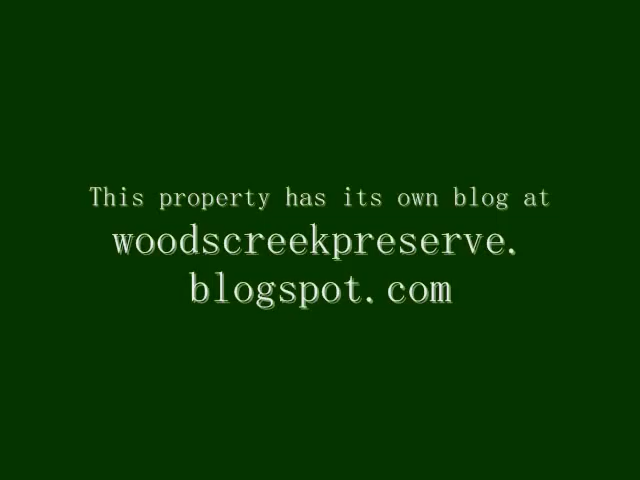 This property has its own blog at
woodscreekpreserve.
blogspot.com